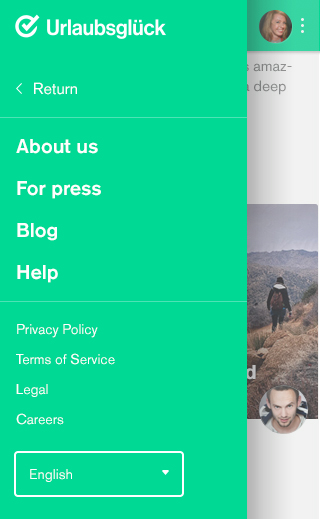 Urlaubsglück
Return
s amaz-
deep
About us
For press
Blog
Help
Privacy Policy
Terms of Service
Legal
Careers
English